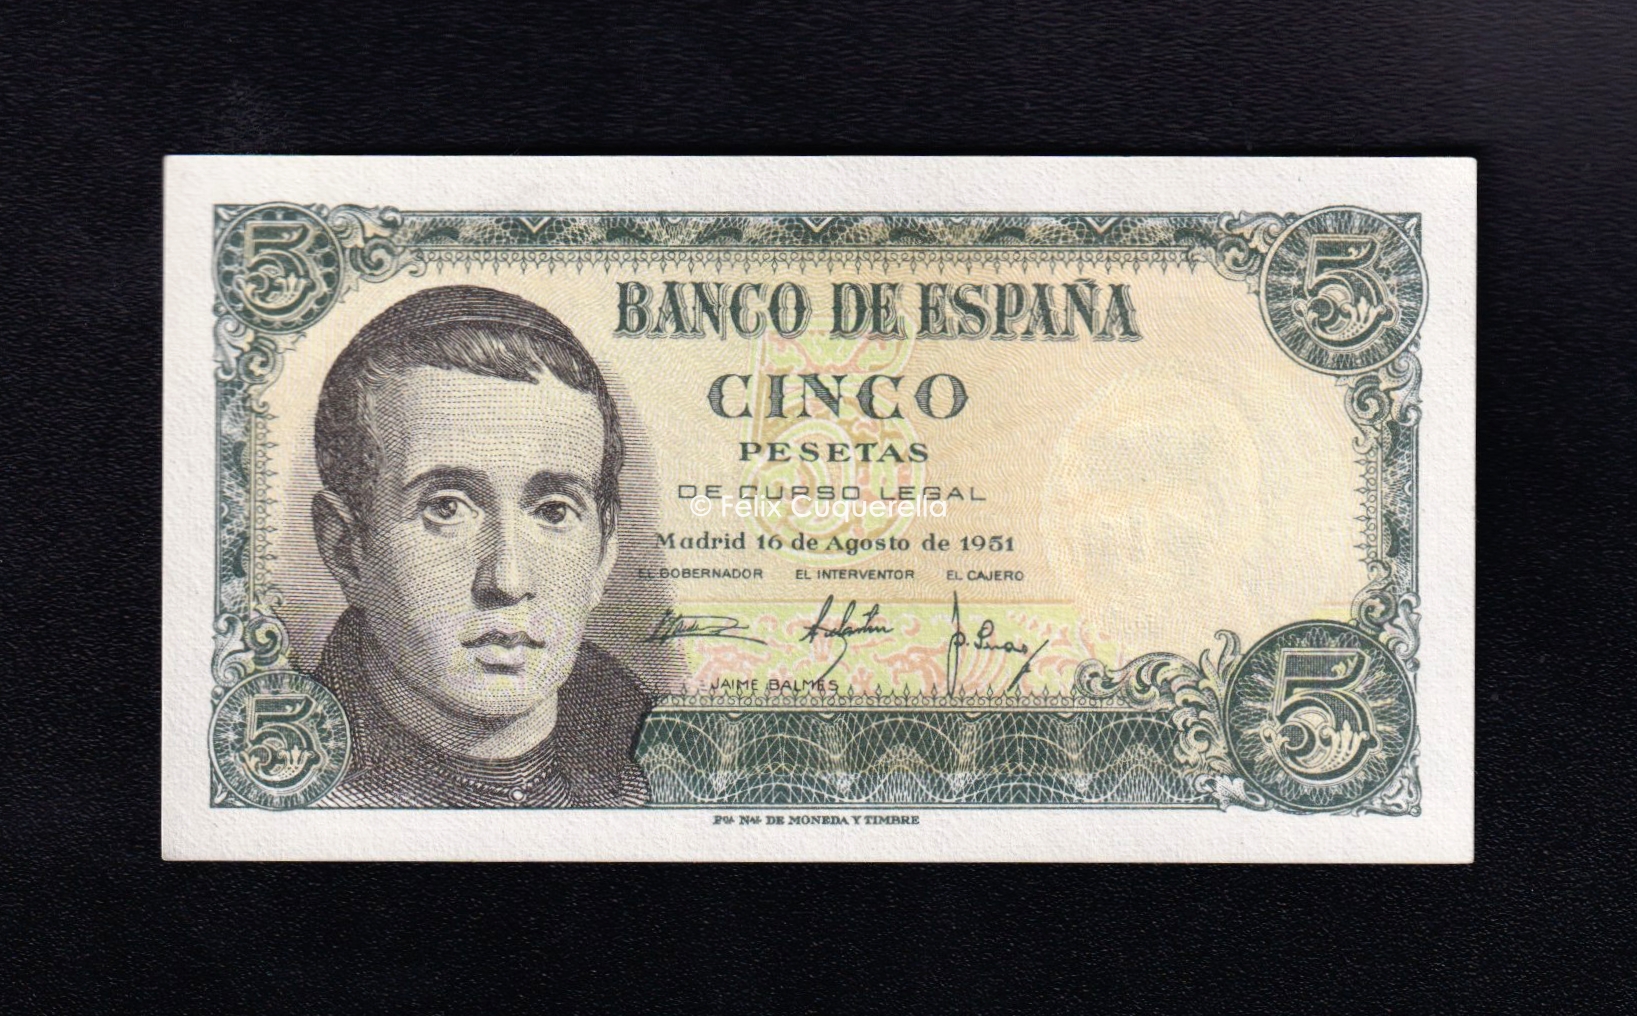 5
5
BANCO DE ESPAÑA
CINCO
PESETAS
DE CURSO LEGAL
© Félix Cuquerella
Madrid 16 de Agosto de 1951
EL GOBERNADOR EL INTERVENTOR EL CAJERO
JAIME BALMES
5
5
Fca. Nal. DE MONEDA Y TIMBRE